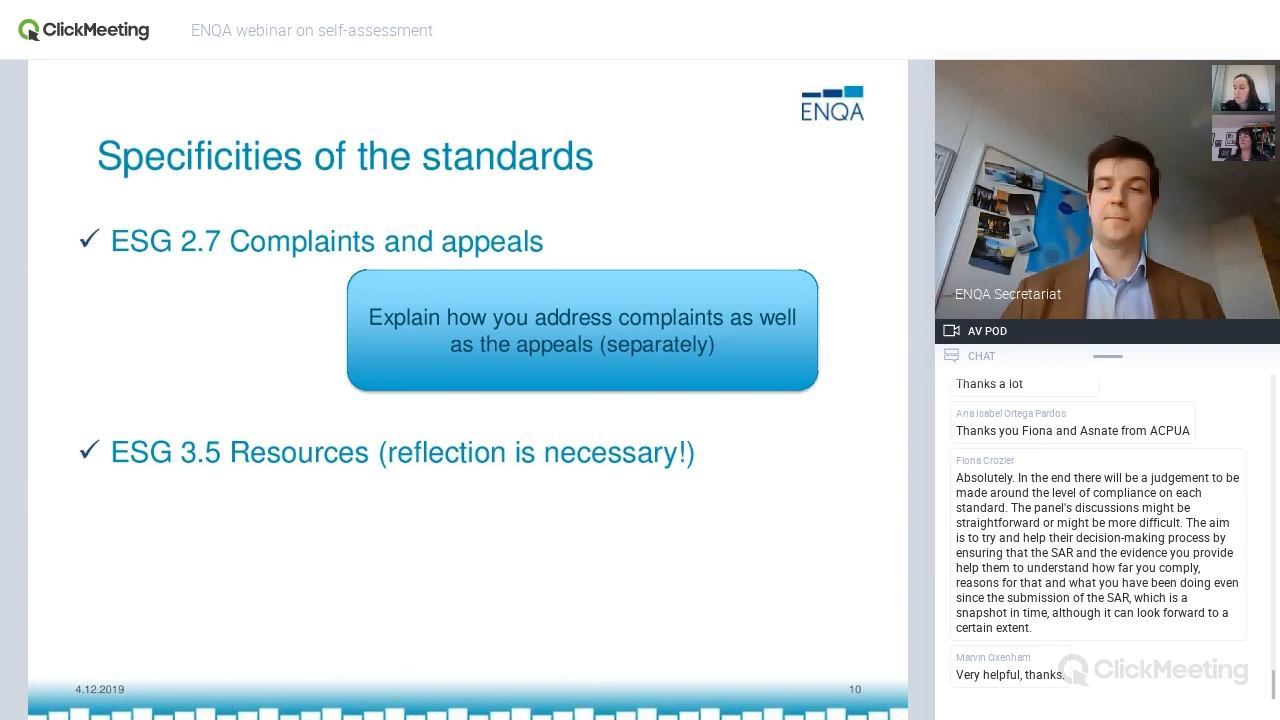 ClickMeeting
ENQA webinar on self-assessment
ENQA
Specificities of the standards
✓ ESG 2.7 Complaints and appeals
Explain how you address complaints as well
as the appeals (separately)
✓ ESG 3.5 Resources (reflection is necessary!)
4.12.2019
10
ENQA Secretariat
AV POD
CHAT
Thanks a lot
Ana Isabel Ortega Pardos
Thanks you Fiona and Asnate from ACPUA
Fiona Crozier
Absolutely. In the end there will be a judgement to be
made around the level of compliance on each
standard. The panel's discussions might be
straightforward or might be more difficult. The aim
is to try and help their decision-making process by
ensuring that the SAR and the evidence you provide
help them to understand how far you comply,
reasons for that and what you have been doing even
since the submission of the SAR, which is a
snapshot in time, although it can look forward to a
certain extent.
Marvin Oxenham
Very helpful, thanks.
ClickMeeting